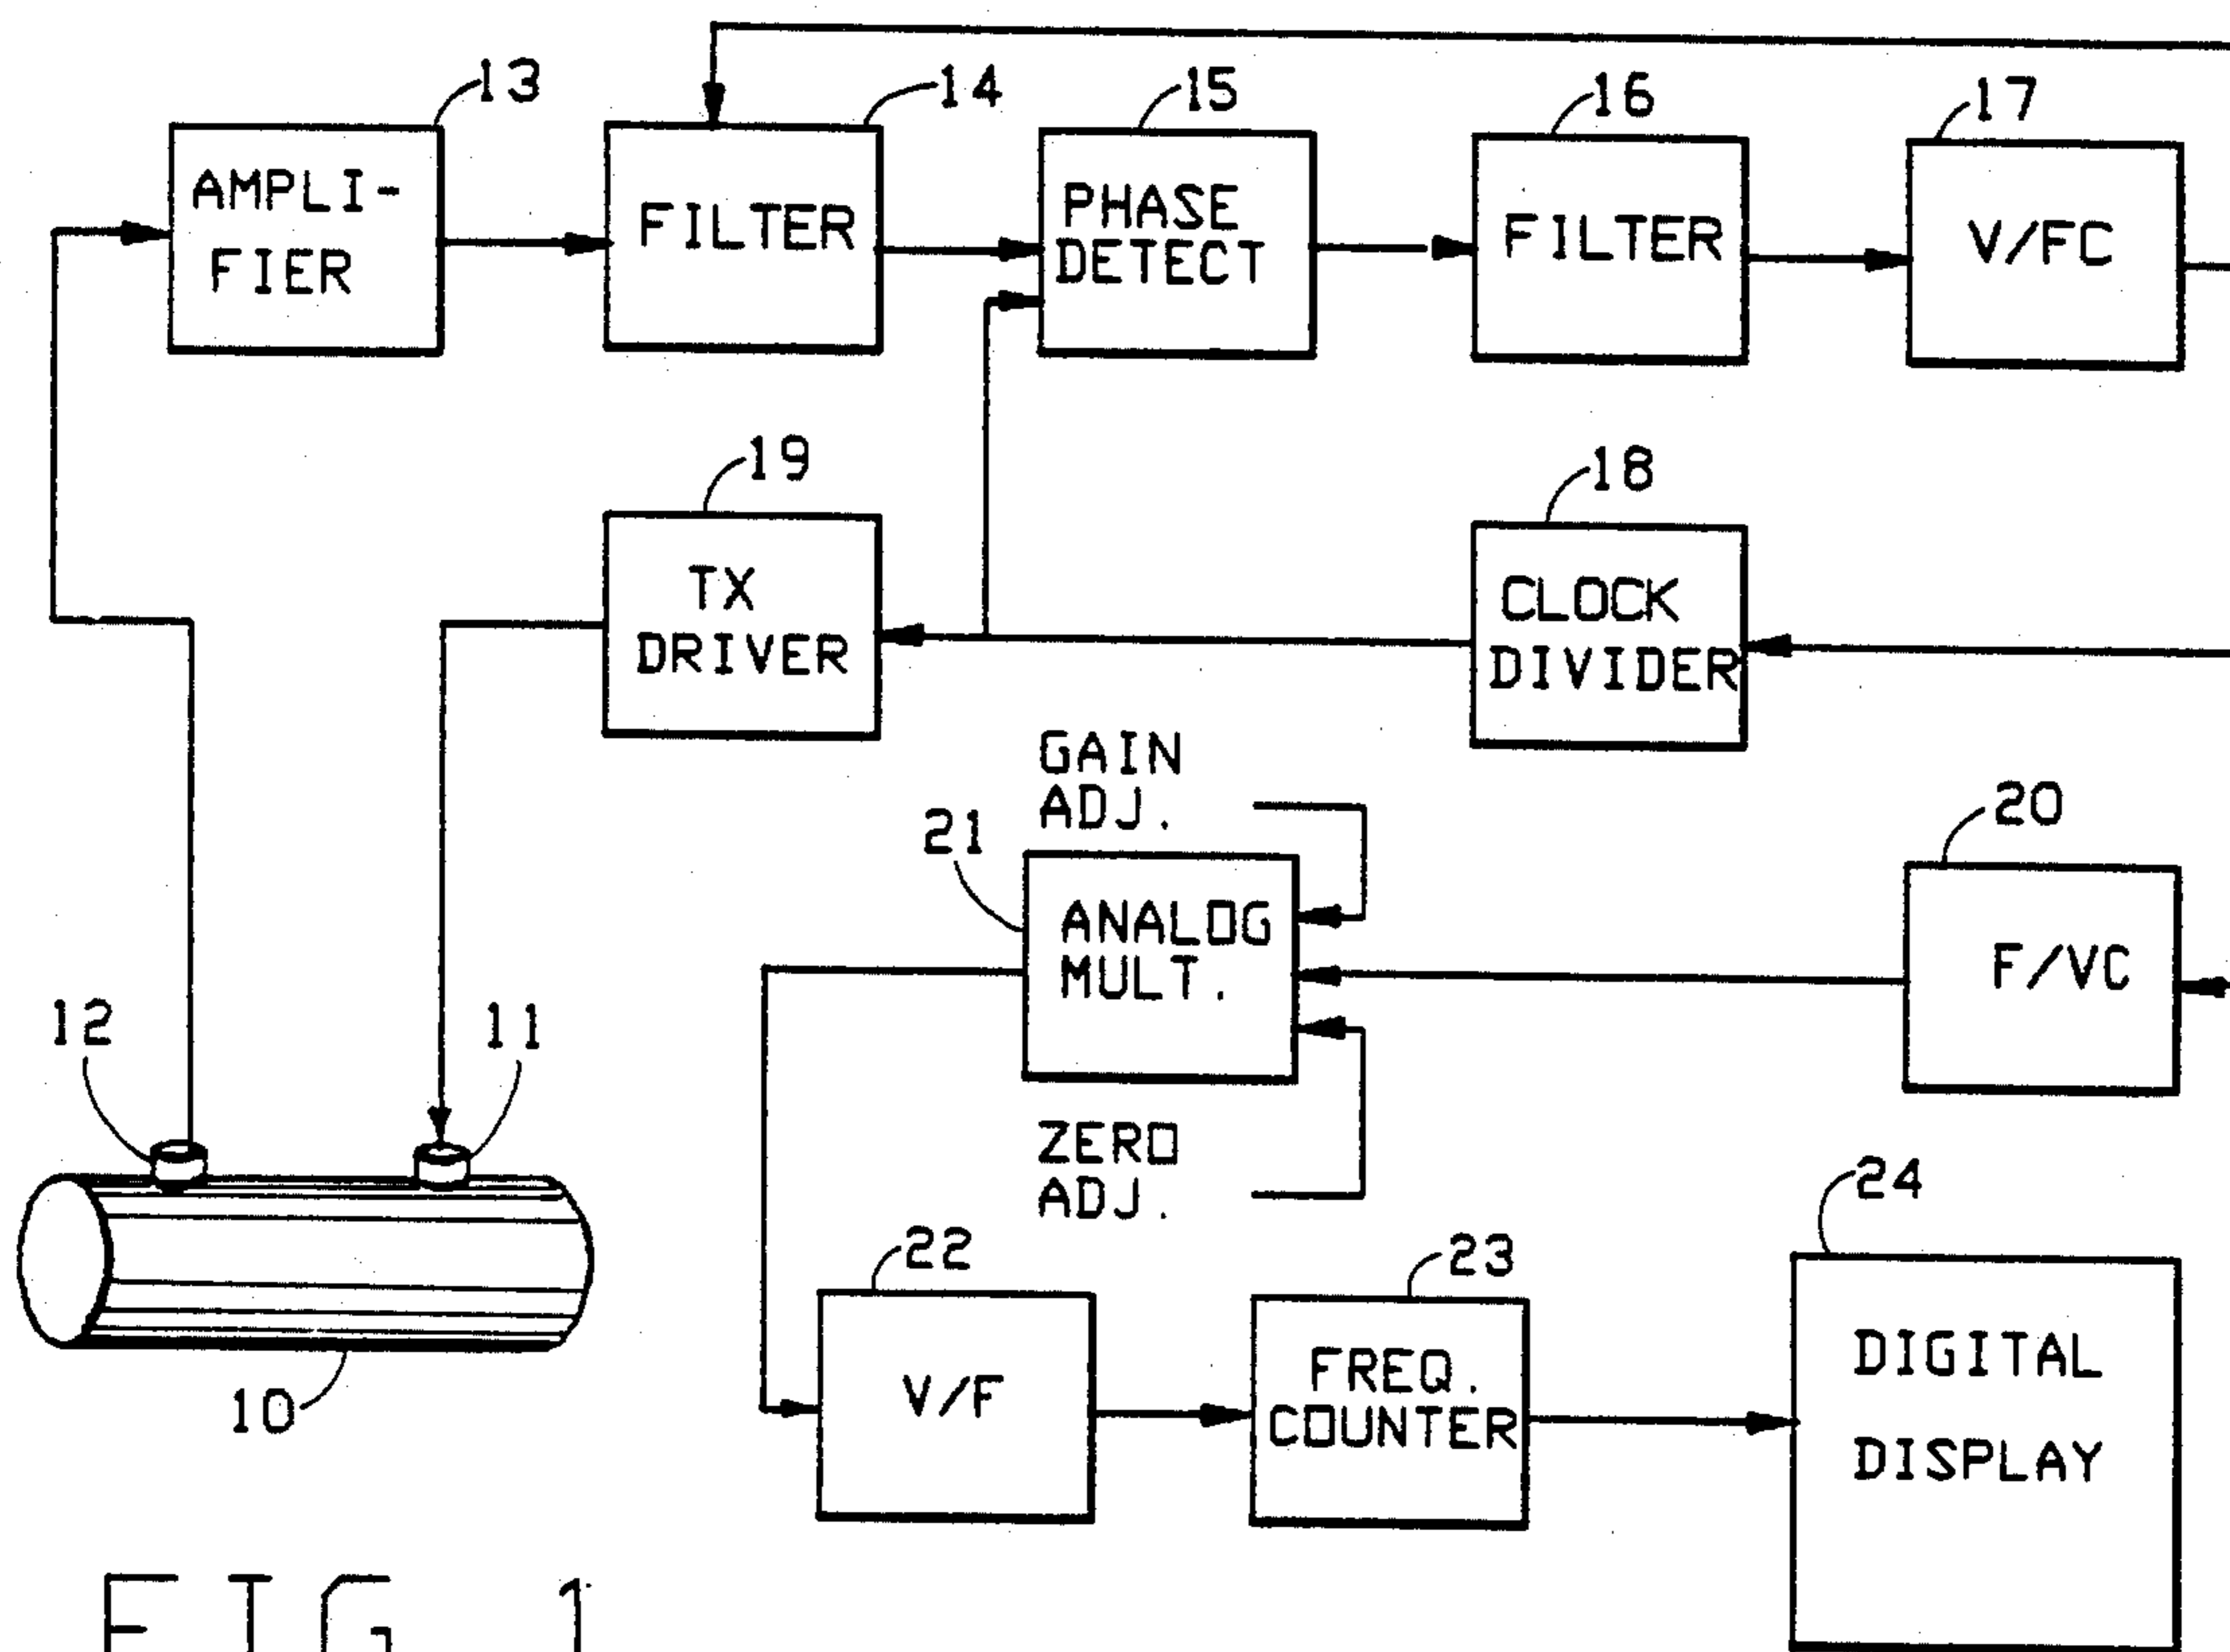 13
14
15
16
17
AMPLI-
FIER
FILTER
PHASE
DETECT
FILTER
V/FC
19
18
TX
DRIVER
CLOCK
DIVIDER
GAIN
ADJ.
21
20
ANALOG
MULT.
F/VC
12
11
ZERO
ADJ.
24
22
23
10
V/F
FREQ.
COUNTER
DIGITAL
DISPLAY
FIG 1